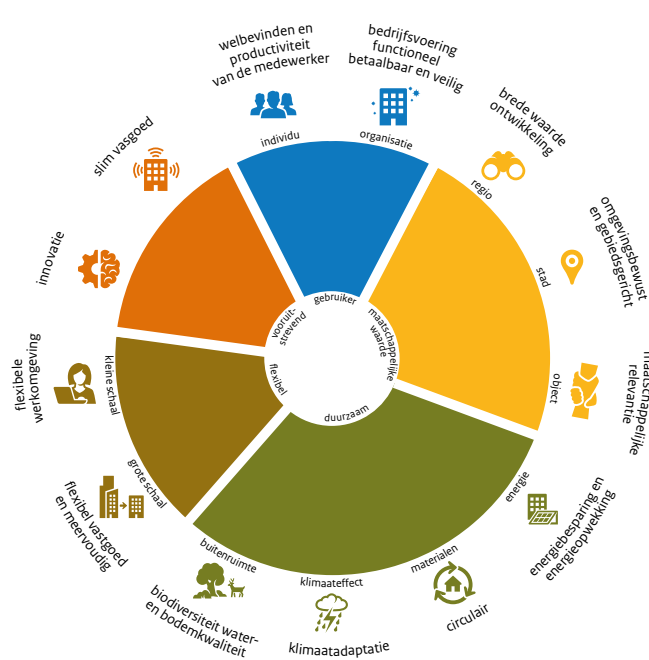 welbevinden en
productiviteit
van de medewerker
bedrijfsvoering
functioneel
betaalbaar en veilig
brede waarde
ontwikkeling
omgevingsbewust
en gebiedsgericht
maatschappelijke
relevantie
energiebesparing en
energieopwekking
circulair
klimaatadaptatie
biodiversiteit water-
en bodemkwaliteit
flexibel vastgoed
en meervoudig
flexibele
werkomgeving
innovatie
slim vasgoed
individu
organisatie
regio
stad
object
energie
materialen
klimaateffect
buitenruimte
grote schaal
kleine schaal
gebruiker
maatschappelijke
waarde
duurzaam
flexibel
vooruit-
strevend